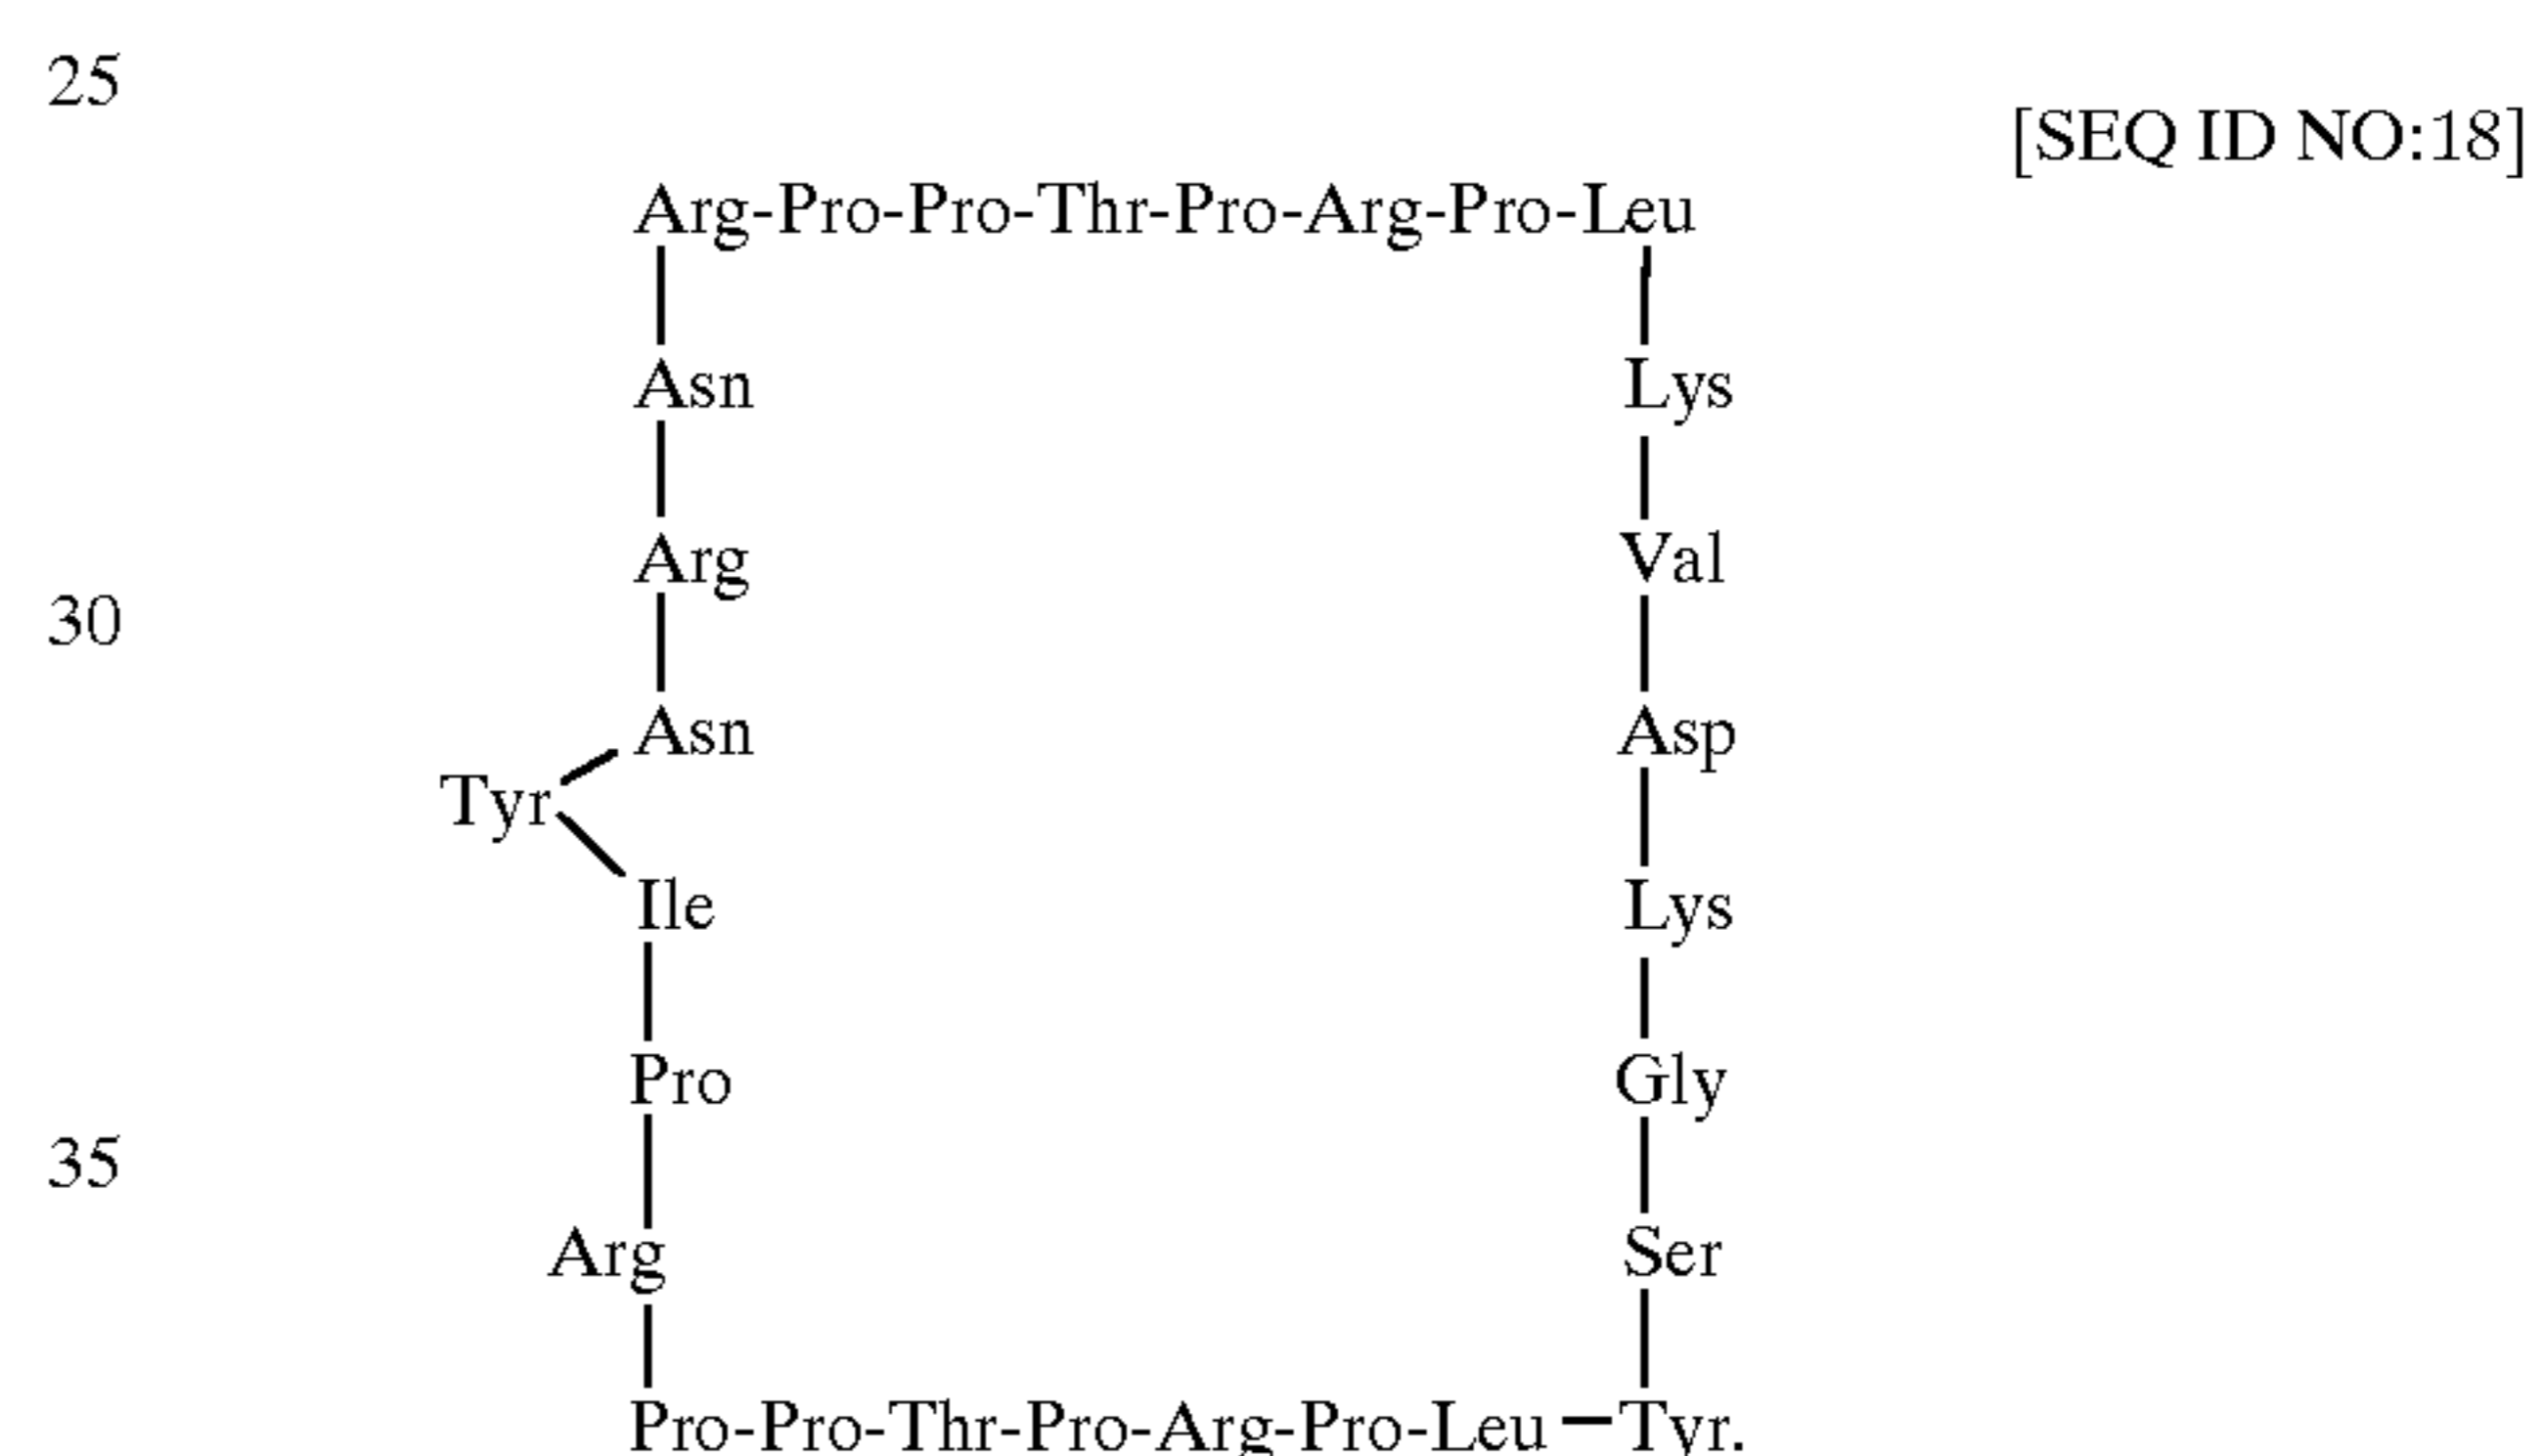 25
[SEQ ID NO:18]
Arg-Pro-Pro-Thr-Pro-Arg-Pro-Leu
Asn Lys
Arg Val
30
Asn Asp
Tyr
Ile Lys
Pro Gly
35
Arg Ser
Pro-Pro-Thr-Pro-Arg-Pro-Leu—Tyr.